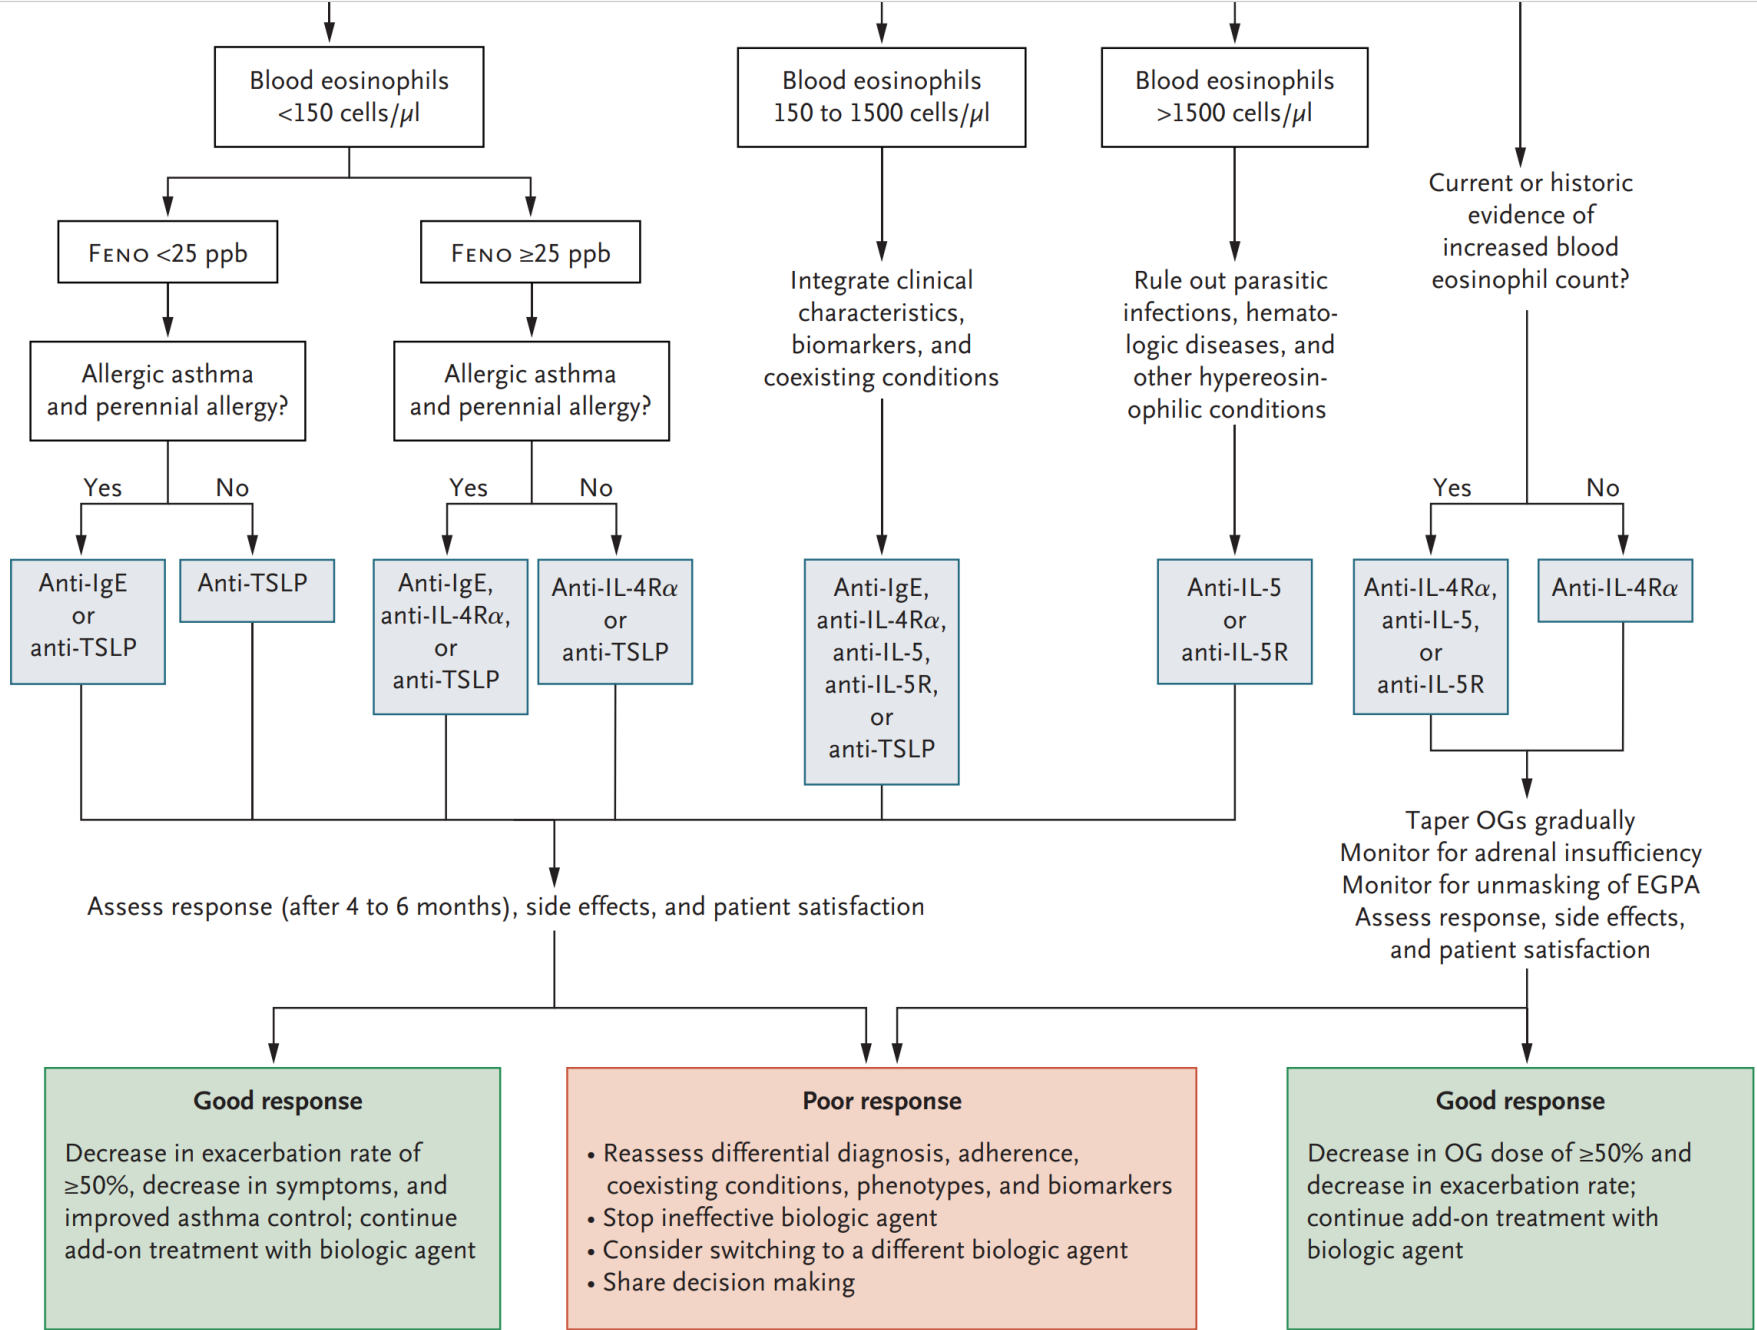 Blood eosinophils
<150 cells/µl
Blood eosinophils
150 to 1500 cells/µl
Blood eosinophils
>1500 cells/µl
Current or historic
evidence of
increased blood
eosinophil count?
FENO <25 ppb
FENO ≥25 ppb
Integrate clinical
characteristics,
biomarkers, and
coexisting conditions
Rule out parasitic
infections, hemato-
logic diseases, and
other hypereosin-
ophilic conditions
Allergic asthma
and perennial allergy?
Allergic asthma
and perennial allergy?
Yes
No
Yes
No
Yes
No
Anti-IgE
or
anti-TSLP
Anti-TSLP
Anti-IgE,
anti-IL-4Rα,
or
anti-TSLP
Anti-IL-4Rα
or
anti-TSLP
Anti-IgE,
anti-IL-4Rα,
anti-IL-5,
anti-IL-5R,
or
anti-TSLP
Anti-IL-5
or
anti-IL-5R
Anti-IL-4Rα,
anti-IL-5,
or
anti-IL-5R
Anti-IL-4Rα
Taper OGs gradually
Monitor for adrenal insufficiency
Monitor for unmasking of EGPA
Assess response, side effects,
and patient satisfaction
Assess response (after 4 to 6 months), side effects, and patient satisfaction
Good response
Decrease in exacerbation rate of
≥50%, decrease in symptoms, and
improved asthma control; continue
add-on treatment with biologic agent
Poor response
• Reassess differential diagnosis, adherence,
coexisting conditions, phenotypes, and biomarkers
• Stop ineffective biologic agent
• Consider switching to a different biologic agent
• Share decision making
Good response
Decrease in OG dose of ≥50% and
decrease in exacerbation rate;
continue add-on treatment with
biologic agent